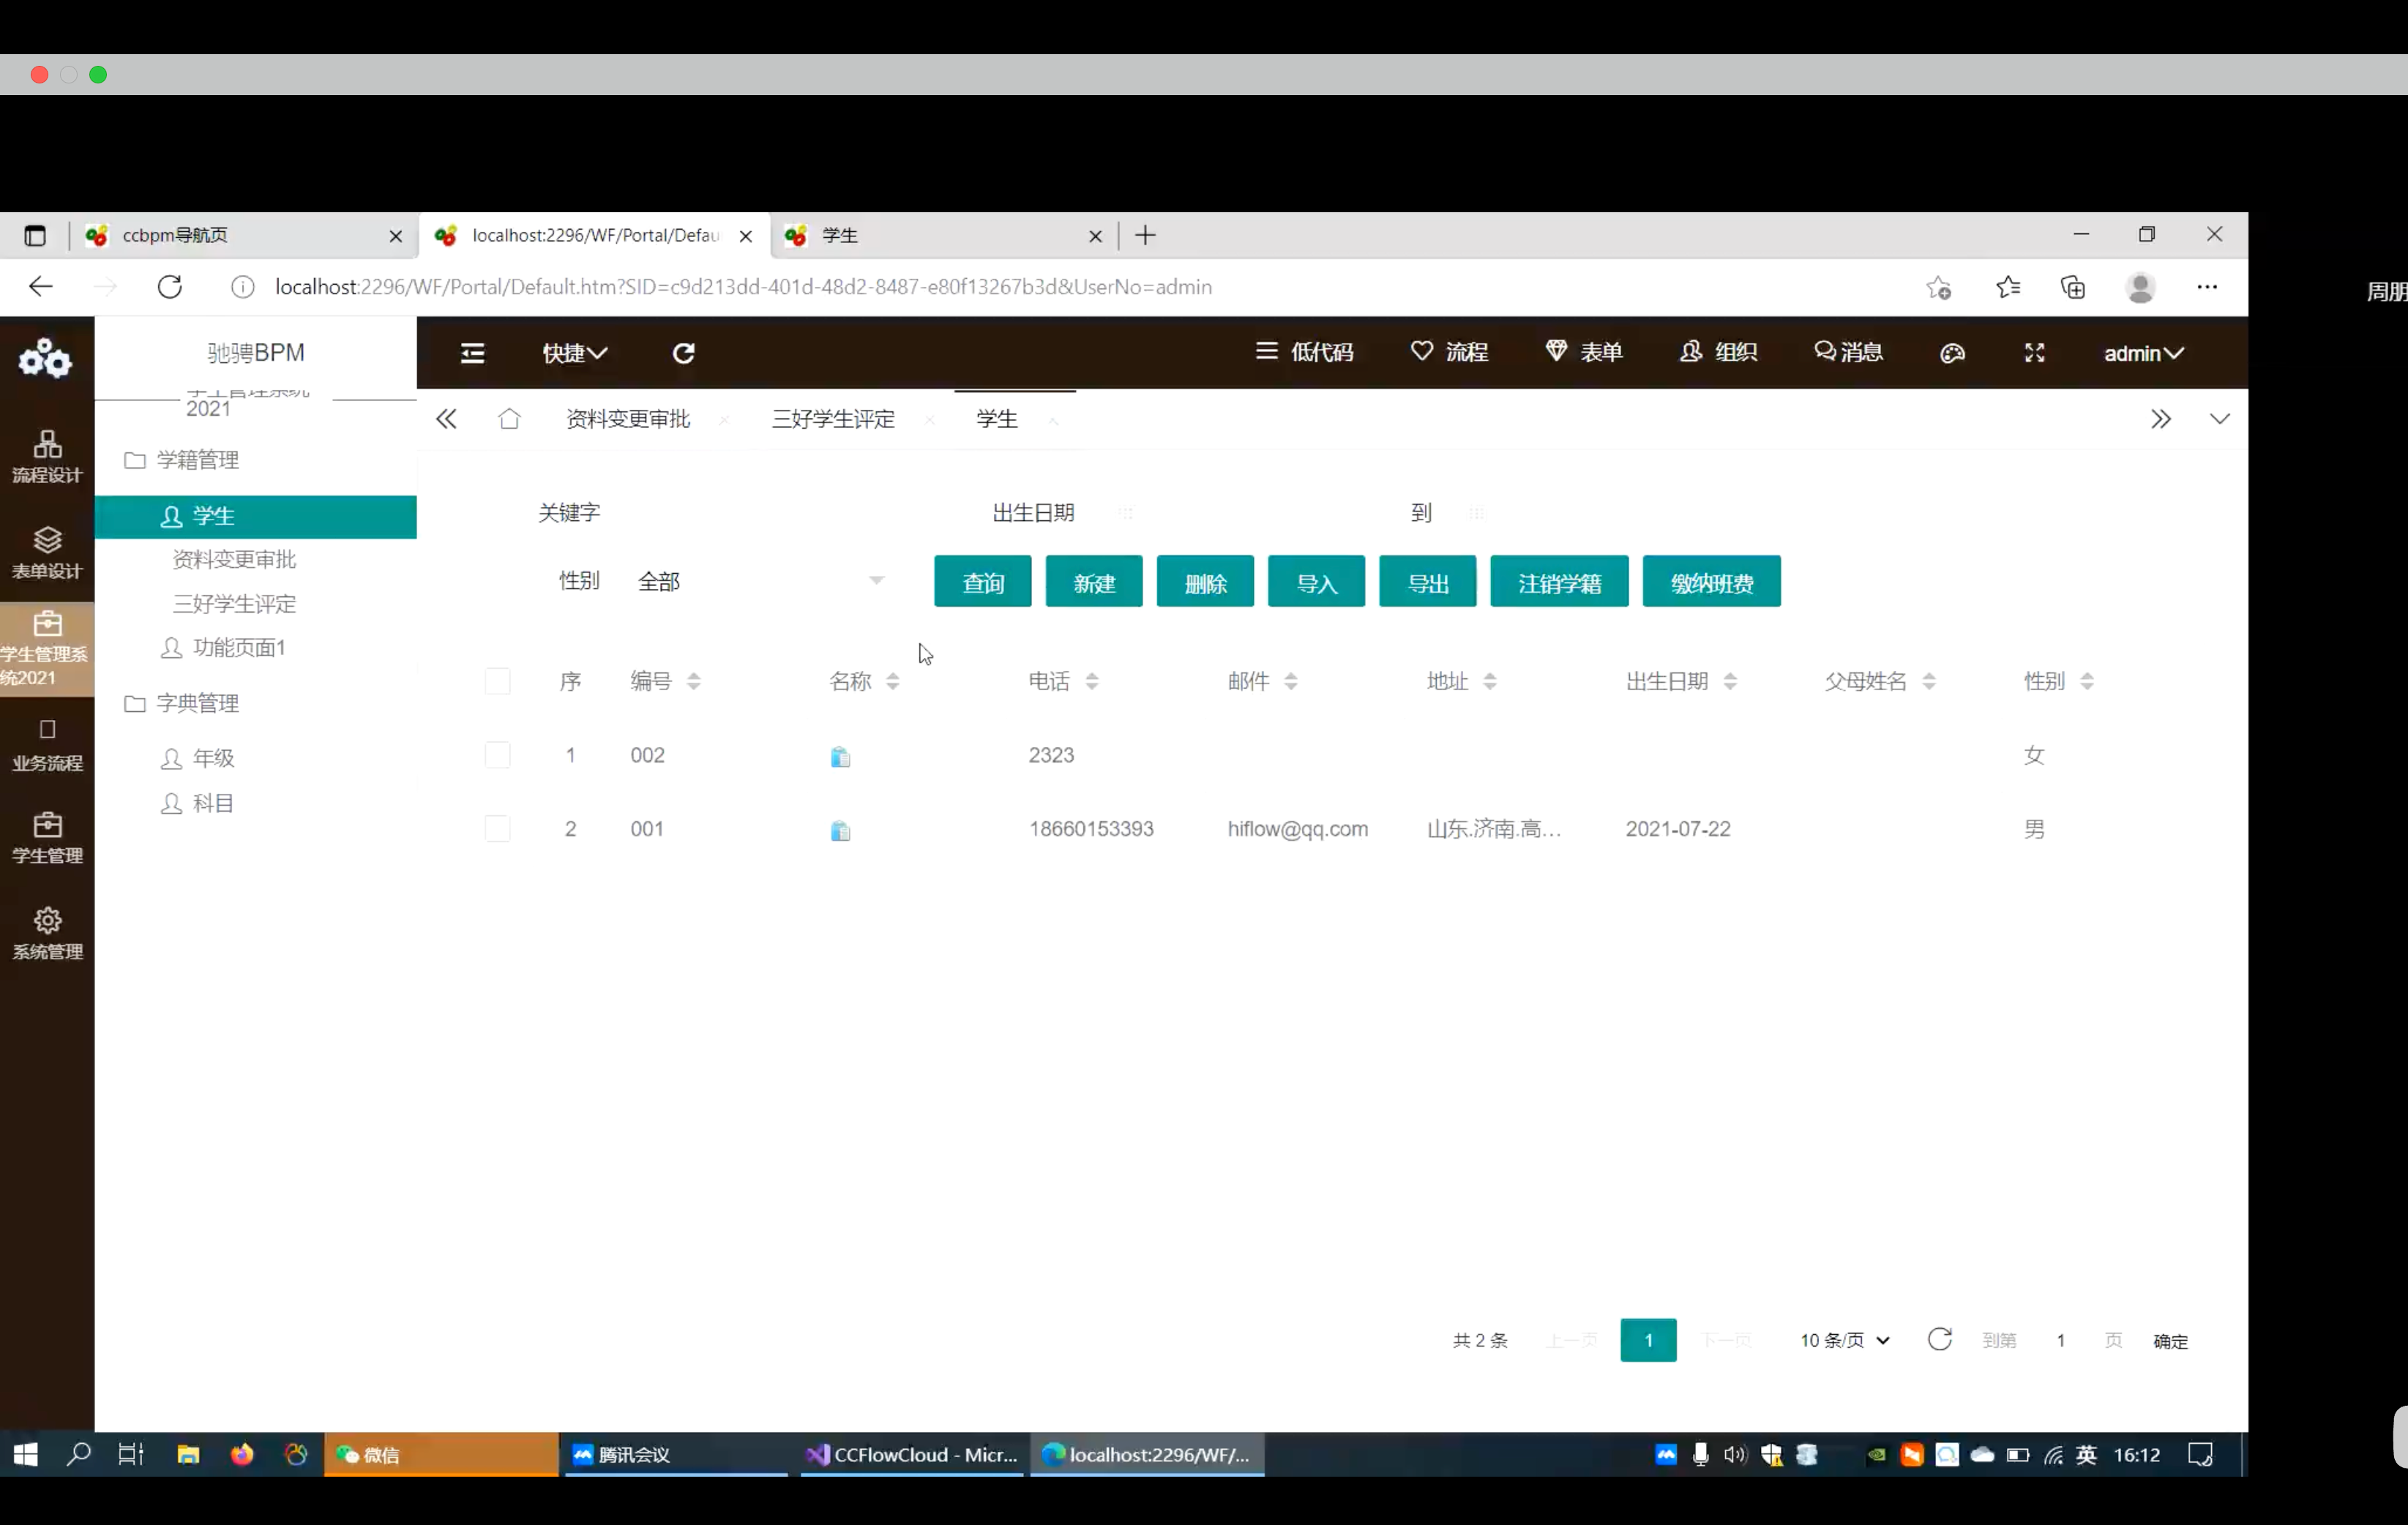 ccbpm导航页
localhost:2296/WF/Portal/Defau
学生
localhost:2296/WF/Portal/Default.htm?SID=c9d213dd-401d-48d2-8487-e80f13267b3d&UserNo=admin
周朋
驰骋BPM
快捷
低代码
流程
表单
组织
消息
admin
学生管理系统
2021
资料变更审批
三好学生评定
学生
流程设计
表单设计
学生管理系
统2021
业务流程
学生管理
系统管理
学籍管理
学生
资料变更审批
三好学生评定
功能页面1
字典管理
年级
科目
关键字
出生日期
到
性别
全部
查询
新建
删除
导入
导出
注销学籍
缴纳班费
序
编号
名称
电话
邮件
地址
出生日期
父母姓名
性别
1
002
2323
女
2
001
18660153393
hiflow@qq.com
山东.济南.高...
2021-07-22
男
共 2 条
上一页
1
下一页
10 条/页
到第
1
页
确定
微信
腾讯会议
CCFlowCloud - Micr...
localhost:2296/WF/...
英
16:12